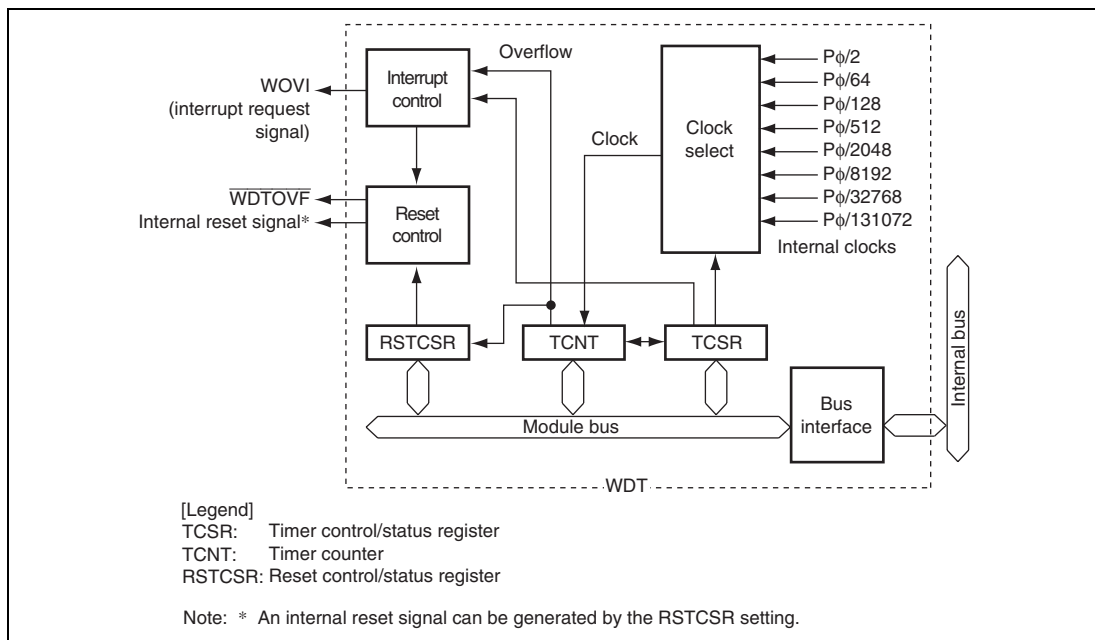 Overflow
Interrupt
control
WOVI
(interrupt request
signal)
Clock
Clock
select
Pϕ/2
Pϕ/64
Pϕ/128
Pϕ/512
Pϕ/2048
Pϕ/8192
Pϕ/32768
Pϕ/131072
Internal clocks
WDTOVF
Internal reset signal*
Reset
control
RSTCSR
TCNT
TCSR
Module bus
Bus
interface
Internal bus
WDT
[Legend]
TCSR: Timer control/status register
TCNT: Timer counter
RSTCSR: Reset control/status register
Note: * An internal reset signal can be generated by the RSTCSR setting.